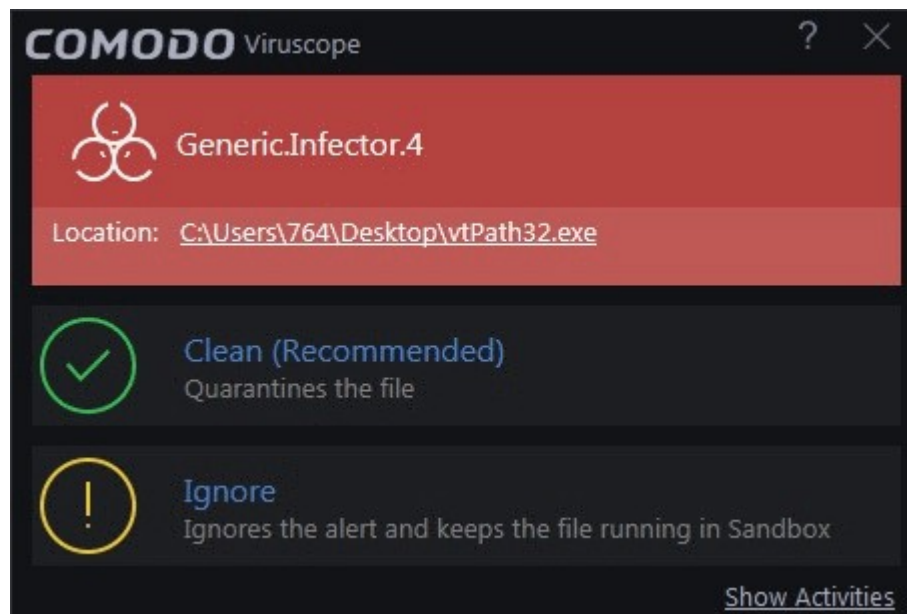 COMODO Viruscope ?
Generic.Infector.4
Location: C:\Users\764\Desktop\vtPath32.exe
Clean (Recommended)
Quarantines the file
!
Ignore
Ignores the alert and keeps the file running in Sandbox
Show Activities